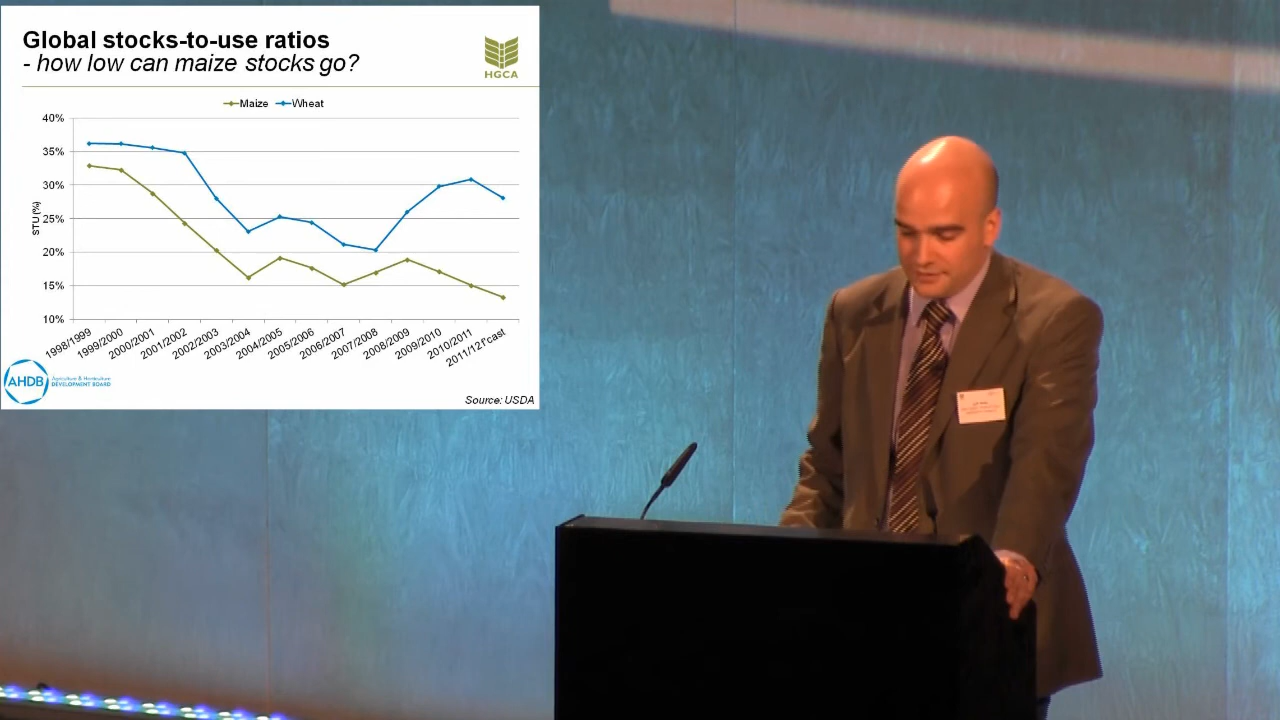 Global stocks-to-use ratios
- how low can maize stocks go?
HGCA
Maize
Wheat
40%
35%
30%
25%
20%
15%
10%
STU (%)
1998/1999
1999/2000
2000/2001
2001/2002
2002/2003
2003/2004
2004/2005
2005/2006
2006/2007
2007/2008
2008/2009
2009/2010
2010/2011
2011/12 f'cast
AHDB
Agriculture & Horticulture
DEVELOPMENT BOARD
Source: USDA